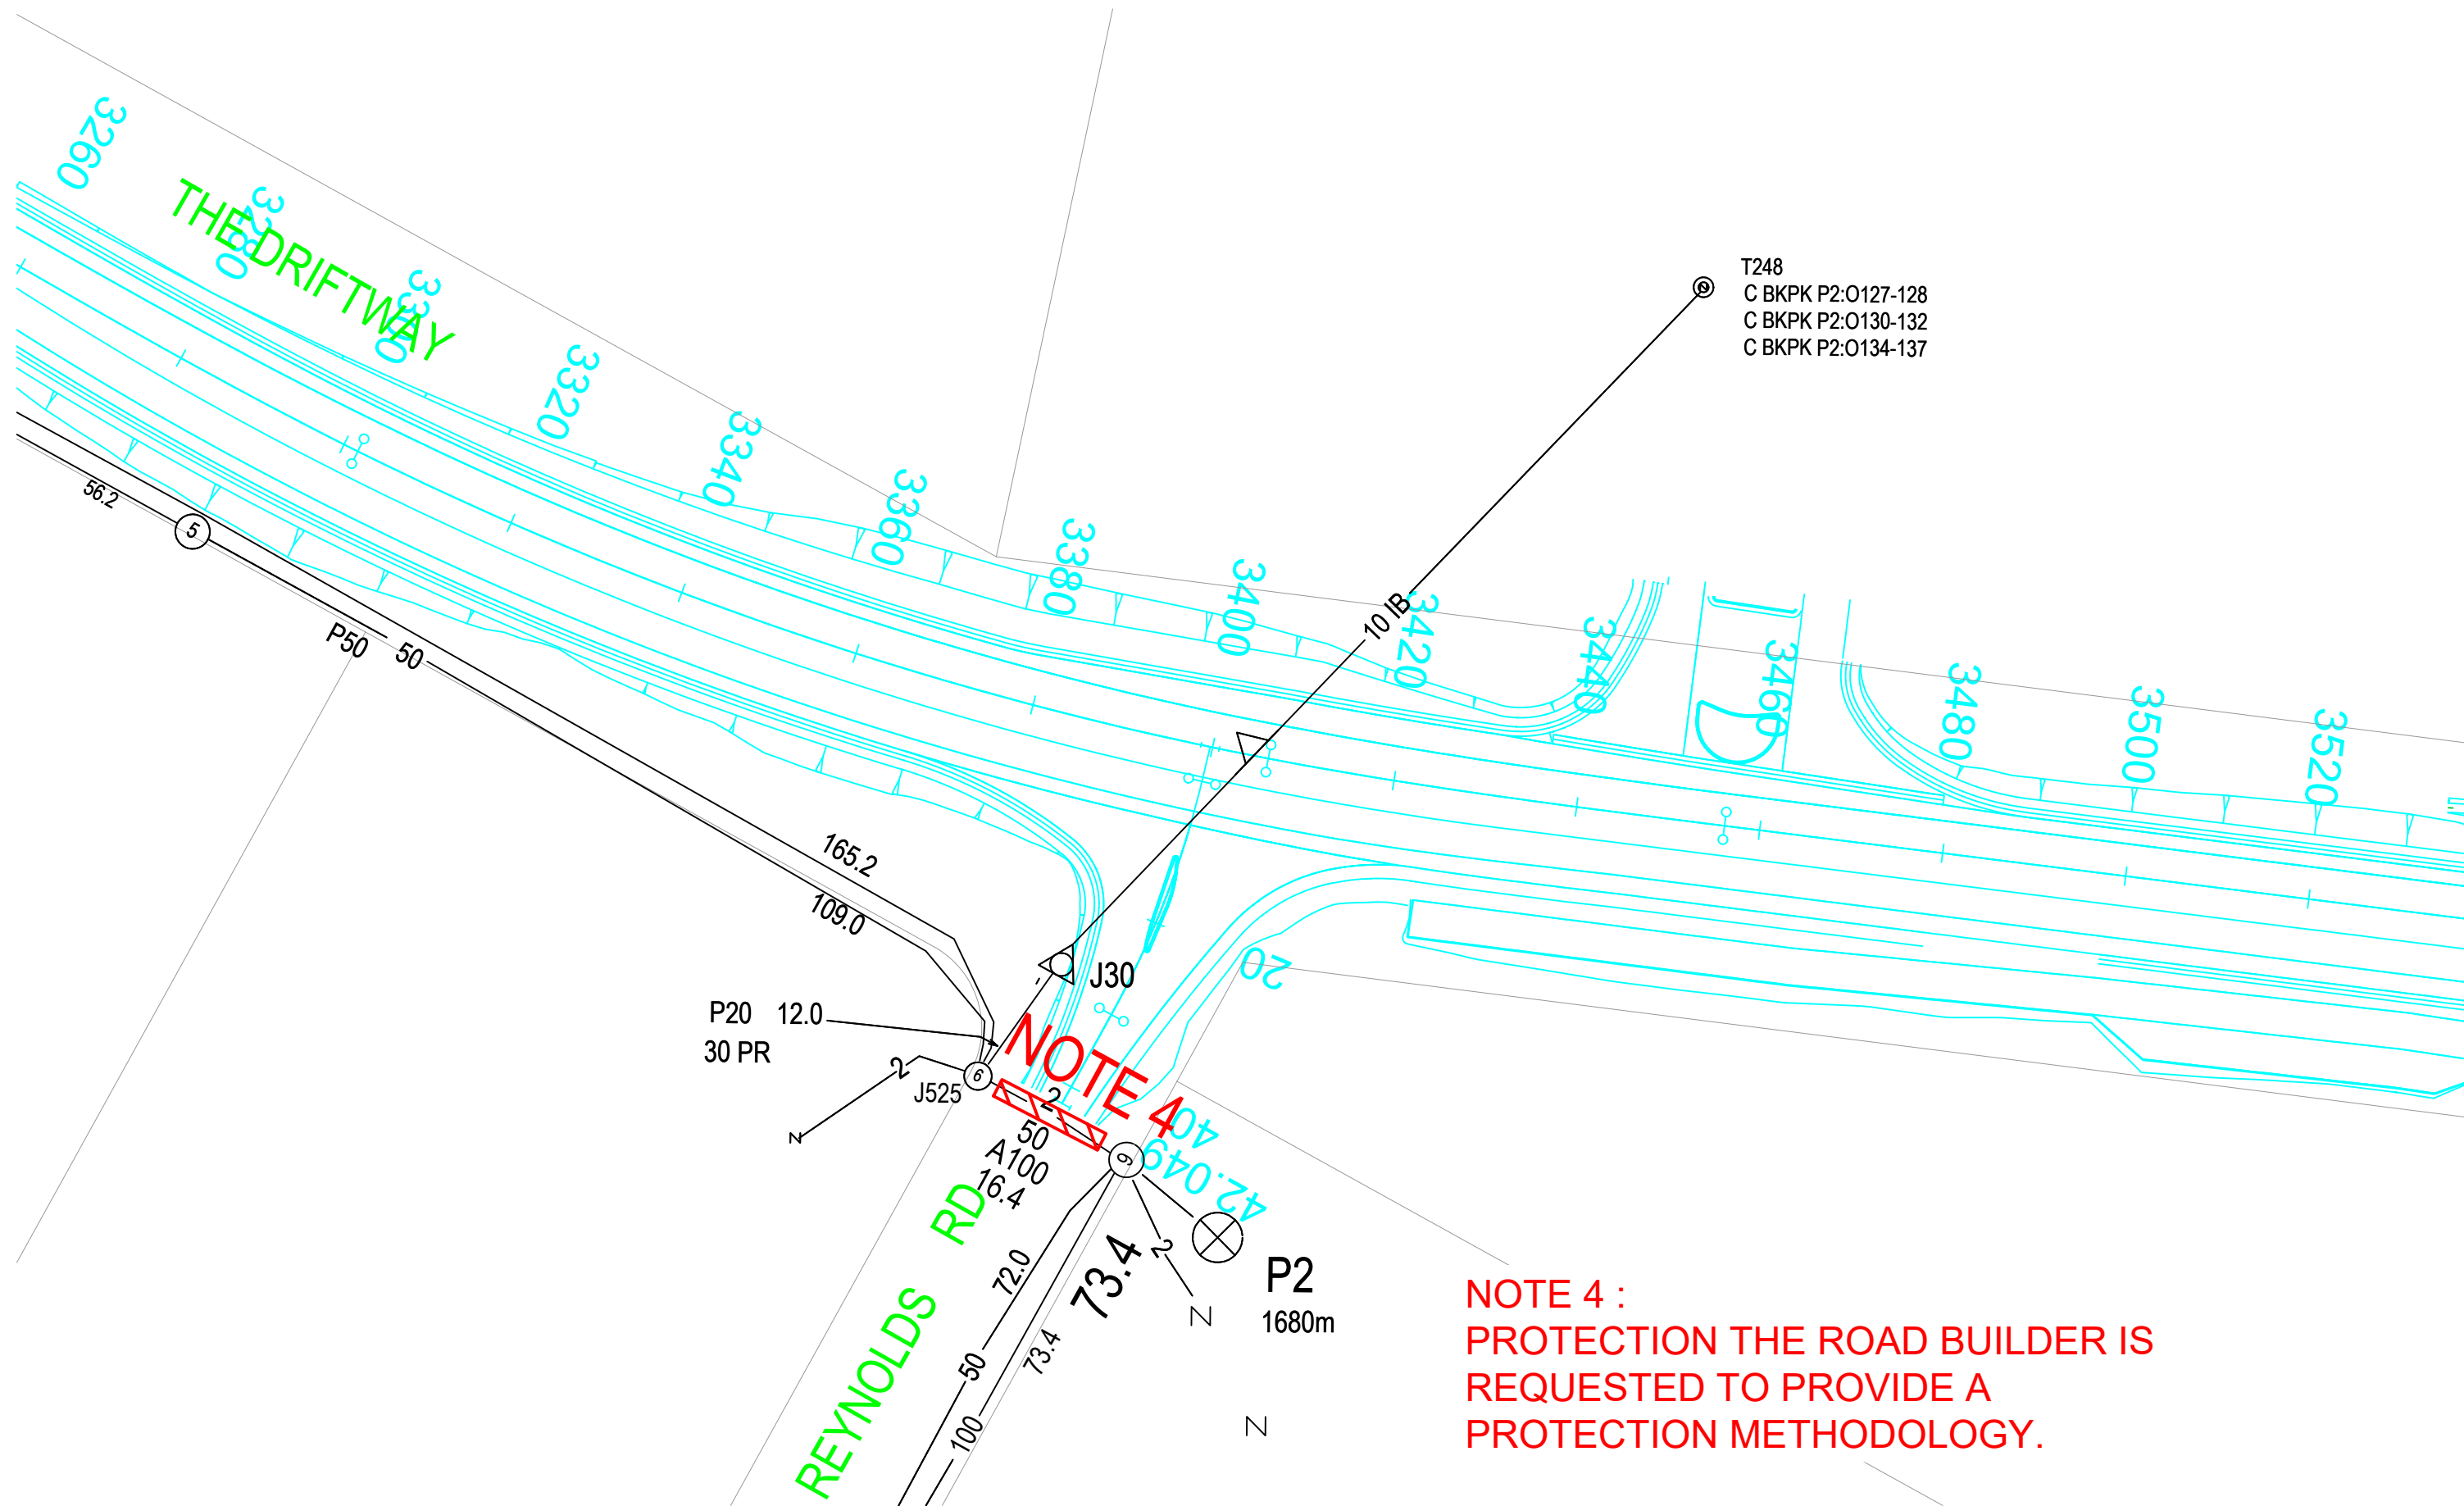 3260
3280
THE DRIFTWAY
3300
3320
3340
3360
3380
3400
3420
3440
3460
3480
3500
3520
T248
C BKPK P2:O127-128
C BKPK P2:O130-132
C BKPK P2:O134-137
10 IB
56.2
5
P50
50
165.2
109.0
J30
20
P20 12.0
30 PR
2
6
J525
N
NOTE 4
2
50
A100
16.4
40
42.049
9
REYNOLDS RD
72.0
50
100
73.4
73.4
2
N
P2
1680m
N
NOTE 4 :
PROTECTION THE ROAD BUILDER IS
REQUESTED TO PROVIDE A
PROTECTION METHODOLOGY.